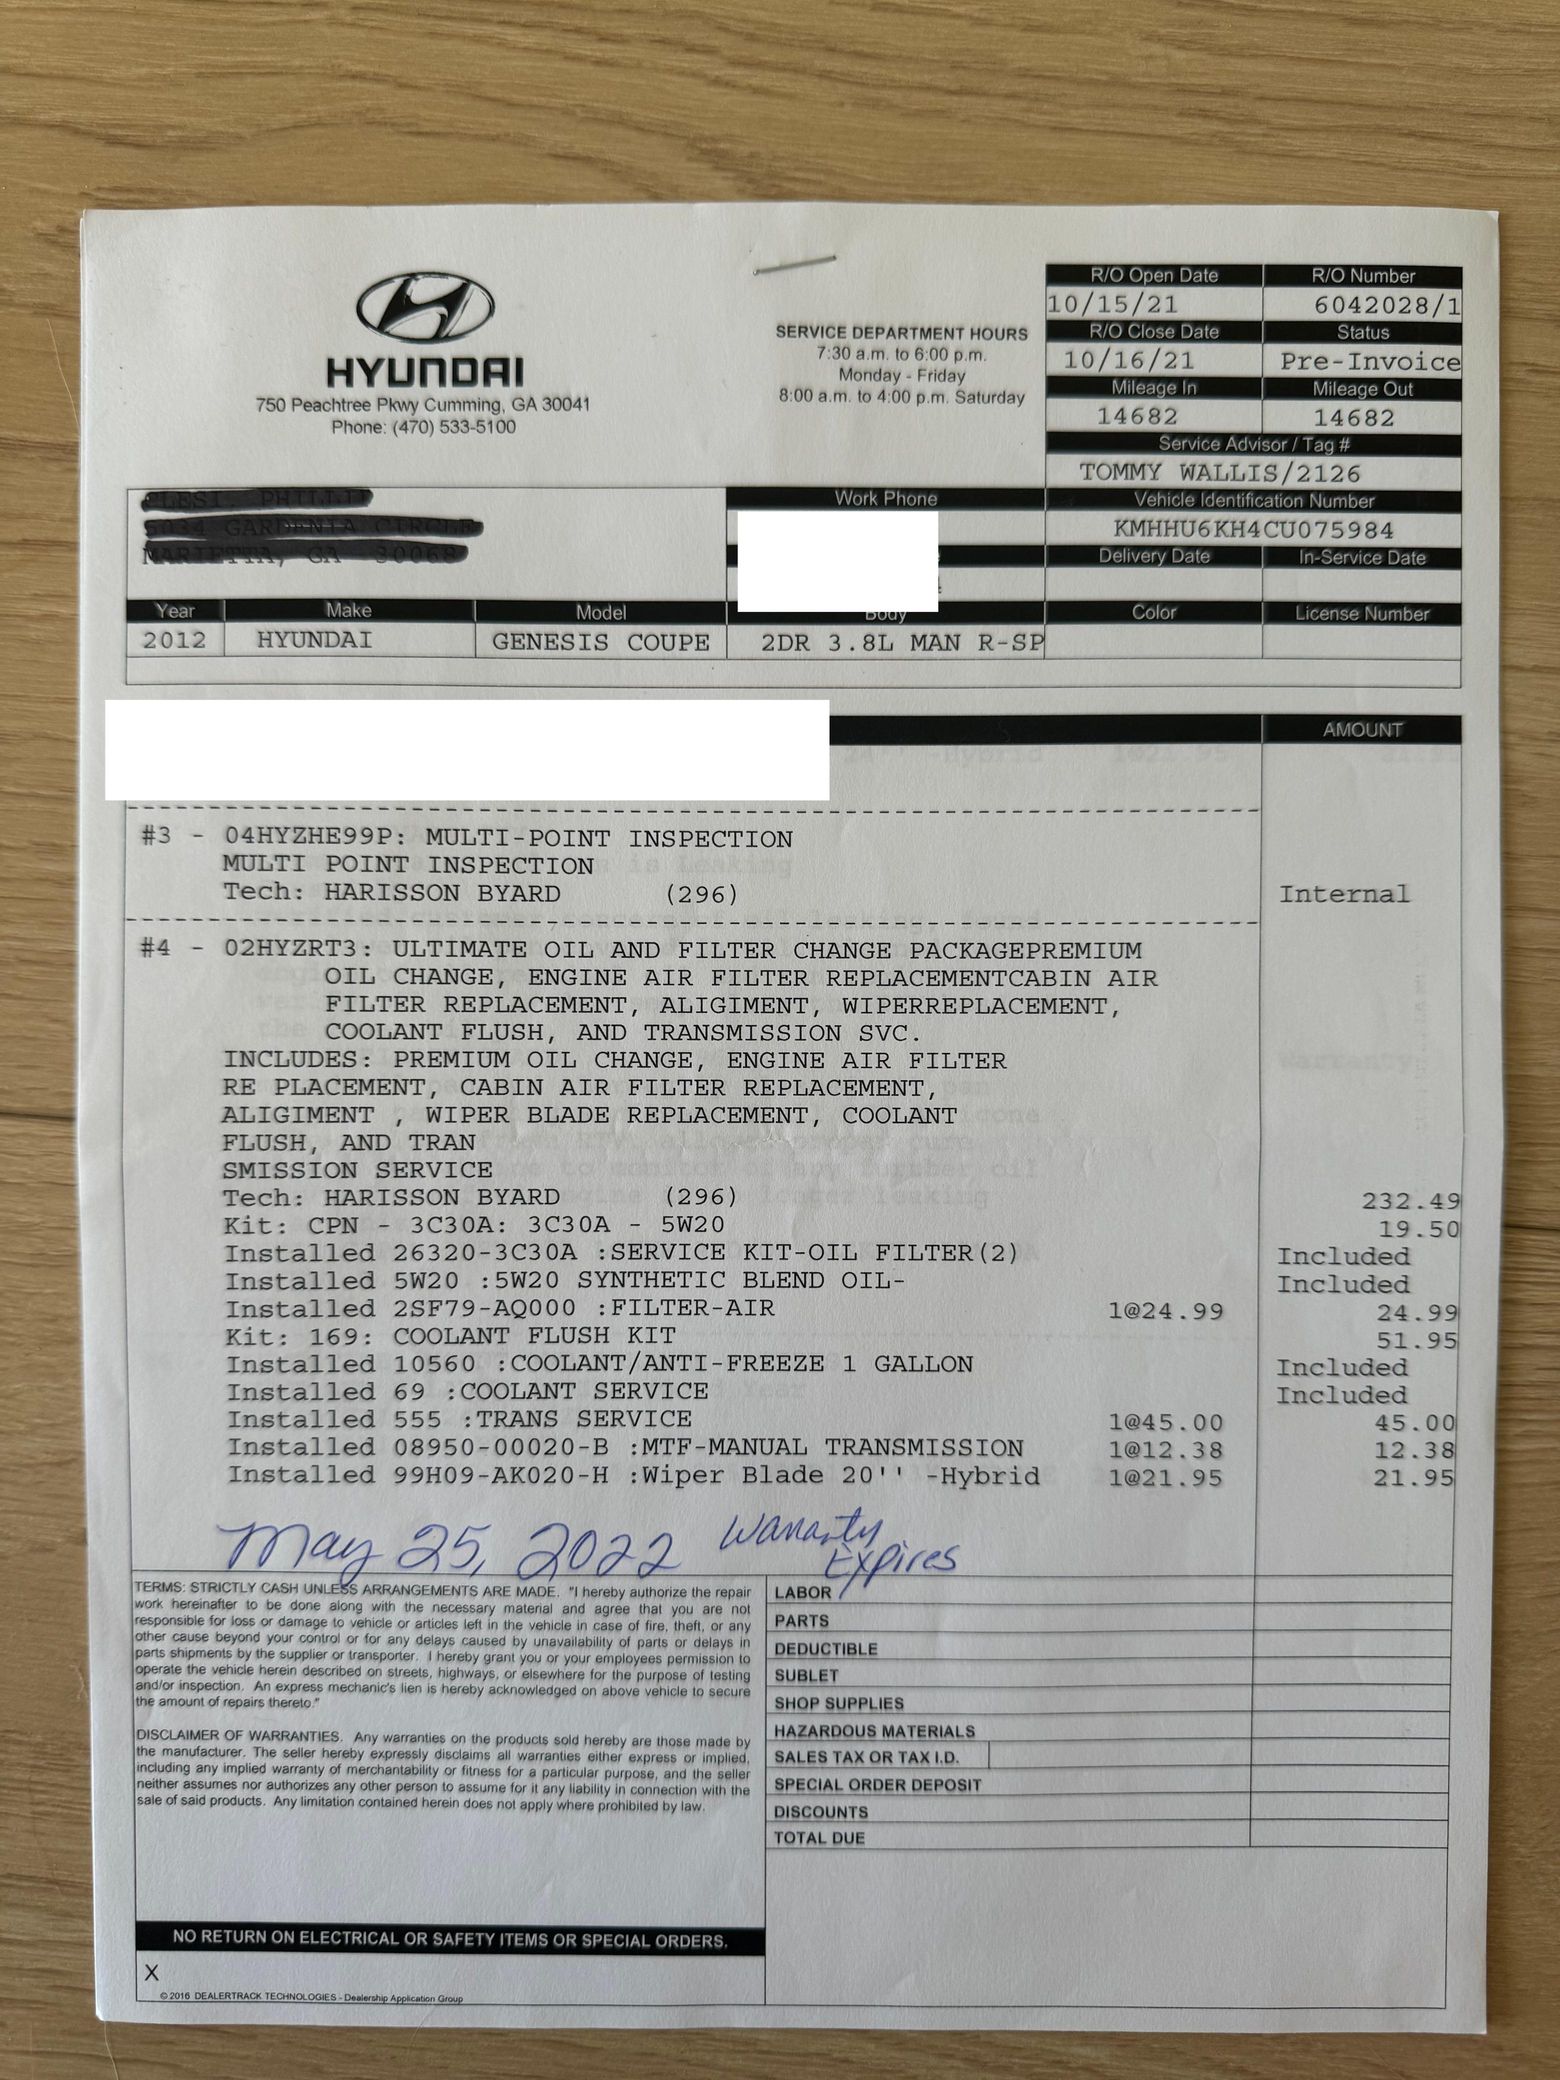 HYUNDAI
750 Peachtree Pkwy Cumming, GA 30041
Phone: (470) 533-5100
SERVICE DEPARTMENT HOURS
7:30 a.m. to 6:00 p.m.
Monday - Friday
8:00 a.m. to 4:00 p.m. Saturday
R/O Open Date R/O Number
10/15/21 6042028/1
R/O Close Date Status
10/16/21 Pre-Invoice
Mileage In Mileage Out
14682 14682
Service Advisor / Tag #
TOMMY WALLIS/2126
Work Phone Vehicle Identification Number
KMHHU6KH4CU075984
Delivery Date In-Service Date
Year Make Model Body Color License Number
2012 HYUNDAI GENESIS COUPE 2DR 3.8L MAN R-SP
AMOUNT
#3 - 04HYZHE99P: MULTI-POINT INSPECTION
MULTI POINT INSPECTION
Tech: HARISSON BYARD (296) Internal
#4 - 02HYZRT3: ULTIMATE OIL AND FILTER CHANGE PACKAGEPREMIUM
OIL CHANGE, ENGINE AIR FILTER REPLACEMENTCABIN AIR
FILTER REPLACEMENT, ALIGIMENT, WIPERREPLACEMENT,
COOLANT FLUSH, AND TRANSMISSION SVC.
INCLUDES: PREMIUM OIL CHANGE, ENGINE AIR FILTER
RE PLACEMENT, CABIN AIR FILTER REPLACEMENT,
ALIGIMENT , WIPER BLADE REPLACEMENT, COOLANT
FLUSH, AND TRAN
SMISSION SERVICE
Tech: HARISSON BYARD (296) 232.49
Kit: CPN - 3C30A: 3C30A - 5W20 19.50
Installed 26320-3C30A :SERVICE KIT-OIL FILTER(2) Included
Installed 5W20 :5W20 SYNTHETIC BLEND OIL- Included
Installed 2SF79-AQ000 :FILTER-AIR 1@24.99 24.99
Kit: 169: COOLANT FLUSH KIT 51.95
Installed 10560 :COOLANT/ANTI-FREEZE 1 GALLON Included
Installed 69 :COOLANT SERVICE Included
Installed 555 :TRANS SERVICE 1@45.00 45.00
Installed 08950-00020-B :MTF-MANUAL TRANSMISSION 1@12.38 12.38
Installed 99H09-AK020-H :Wiper Blade 20'' -Hybrid 1@21.95 21.95
May 25, 2022 Warranty
Expires
TERMS: STRICTLY CASH UNLESS ARRANGEMENTS ARE MADE. "I hereby authorize the repair
work hereinafter to be done along with the necessary material and agree that you are not
responsible for loss or damage to vehicle or articles left in the vehicle in case of fire, theft, or any
other cause beyond your control or for any delays caused by unavailability of parts or delays in
parts shipments by the supplier or transporter. I hereby grant you or your employees permission to
operate the vehicle herein described on streets, highways, or elsewhere for the purpose of testing
and/or inspection. An express mechanic's lien is hereby acknowledged on above vehicle to secure
the amount of repairs thereto."
DISCLAIMER OF WARRANTIES. Any warranties on the products sold hereby are those made by
the manufacturer. The seller hereby expressly disclaims all warranties either express or implied,
including any implied warranty of merchantability or fitness for a particular purpose, and the seller
neither assumes nor authorizes any other person to assume for it any liability in connection with the
sale of said products. Any limitation contained herein does not apply where prohibited by law.
LABOR
PARTS
DEDUCTIBLE
SUBLET
SHOP SUPPLIES
HAZARDOUS MATERIALS
SALES TAX OR TAX I.D.
SPECIAL ORDER DEPOSIT
DISCOUNTS
TOTAL DUE
NO RETURN ON ELECTRICAL OR SAFETY ITEMS OR SPECIAL ORDERS.
X
© 2016 DEALERTRACK TECHNOLOGIES - Dealership Application Group